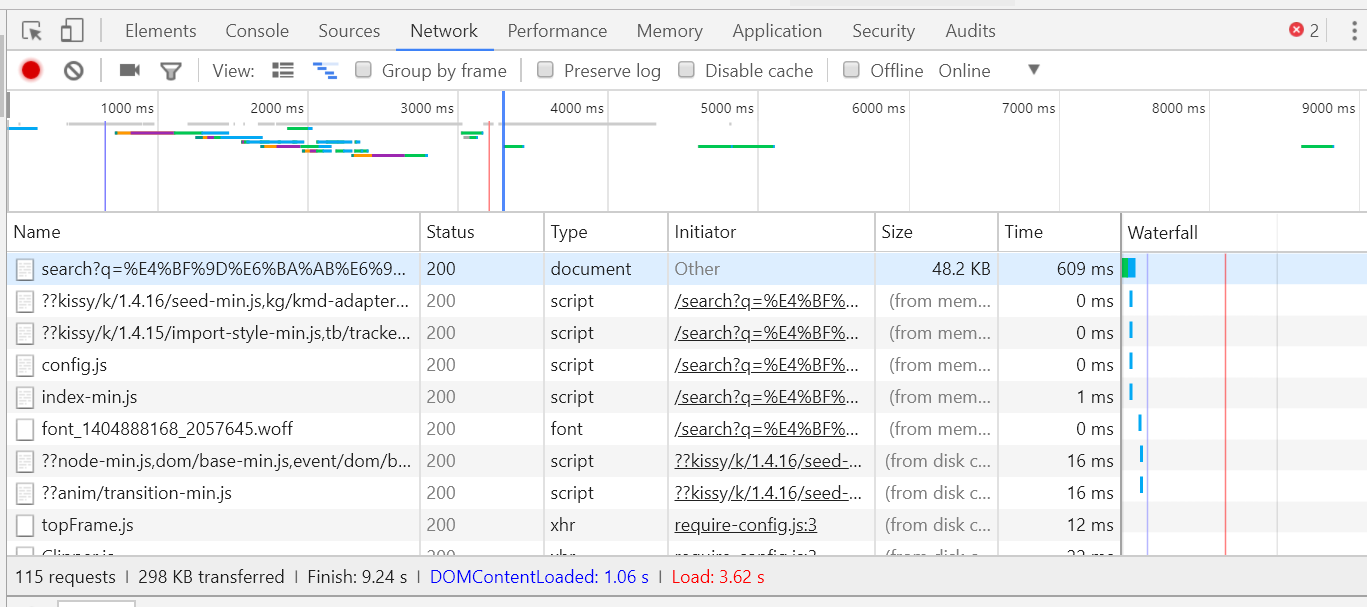 Elements Console Sources Network Performance Memory Application Security Audits 2
View: Group by frame Preserve log Disable cache Offline Online
1000 ms 2000 ms 3000 ms 4000 ms 5000 ms 6000 ms 7000 ms 8000 ms 9000 ms
Name Status Type Initiator Size Time Waterfall
search?q=%E4%BF%9D%E6%BA%AB%E6%9... 200 document Other 48.2 KB 609 ms
??kissy/k/1.4.16/seed-min.js,kg/kmd-adapter... 200 script /search?q=%E4%BF%... (from mem... 0 ms
??kissy/k/1.4.15/import-style-min.js,tb/tracke... 200 script /search?q=%E4%BF%... (from mem... 0 ms
config.js 200 script /search?q=%E4%BF%... (from mem... 0 ms
index-min.js 200 script /search?q=%E4%BF%... (from mem... 1 ms
font_1404888168_2057645.woff 200 font /search?q=%E4%BF%... (from mem... 0 ms
??node-min.js,dom/base-min.js,event/dom/b... 200 script ??kissy/k/1.4.16/seed-... (from disk c... 16 ms
??anim/transition-min.js 200 script ??kissy/k/1.4.16/seed-... (from disk c... 16 ms
topFrame.js 200 xhr require-config.js:3 (from disk c... 12 ms
115 requests | 298 KB transferred | Finish: 9.24 s | DOMContentLoaded: 1.06 s | Load: 3.62 s